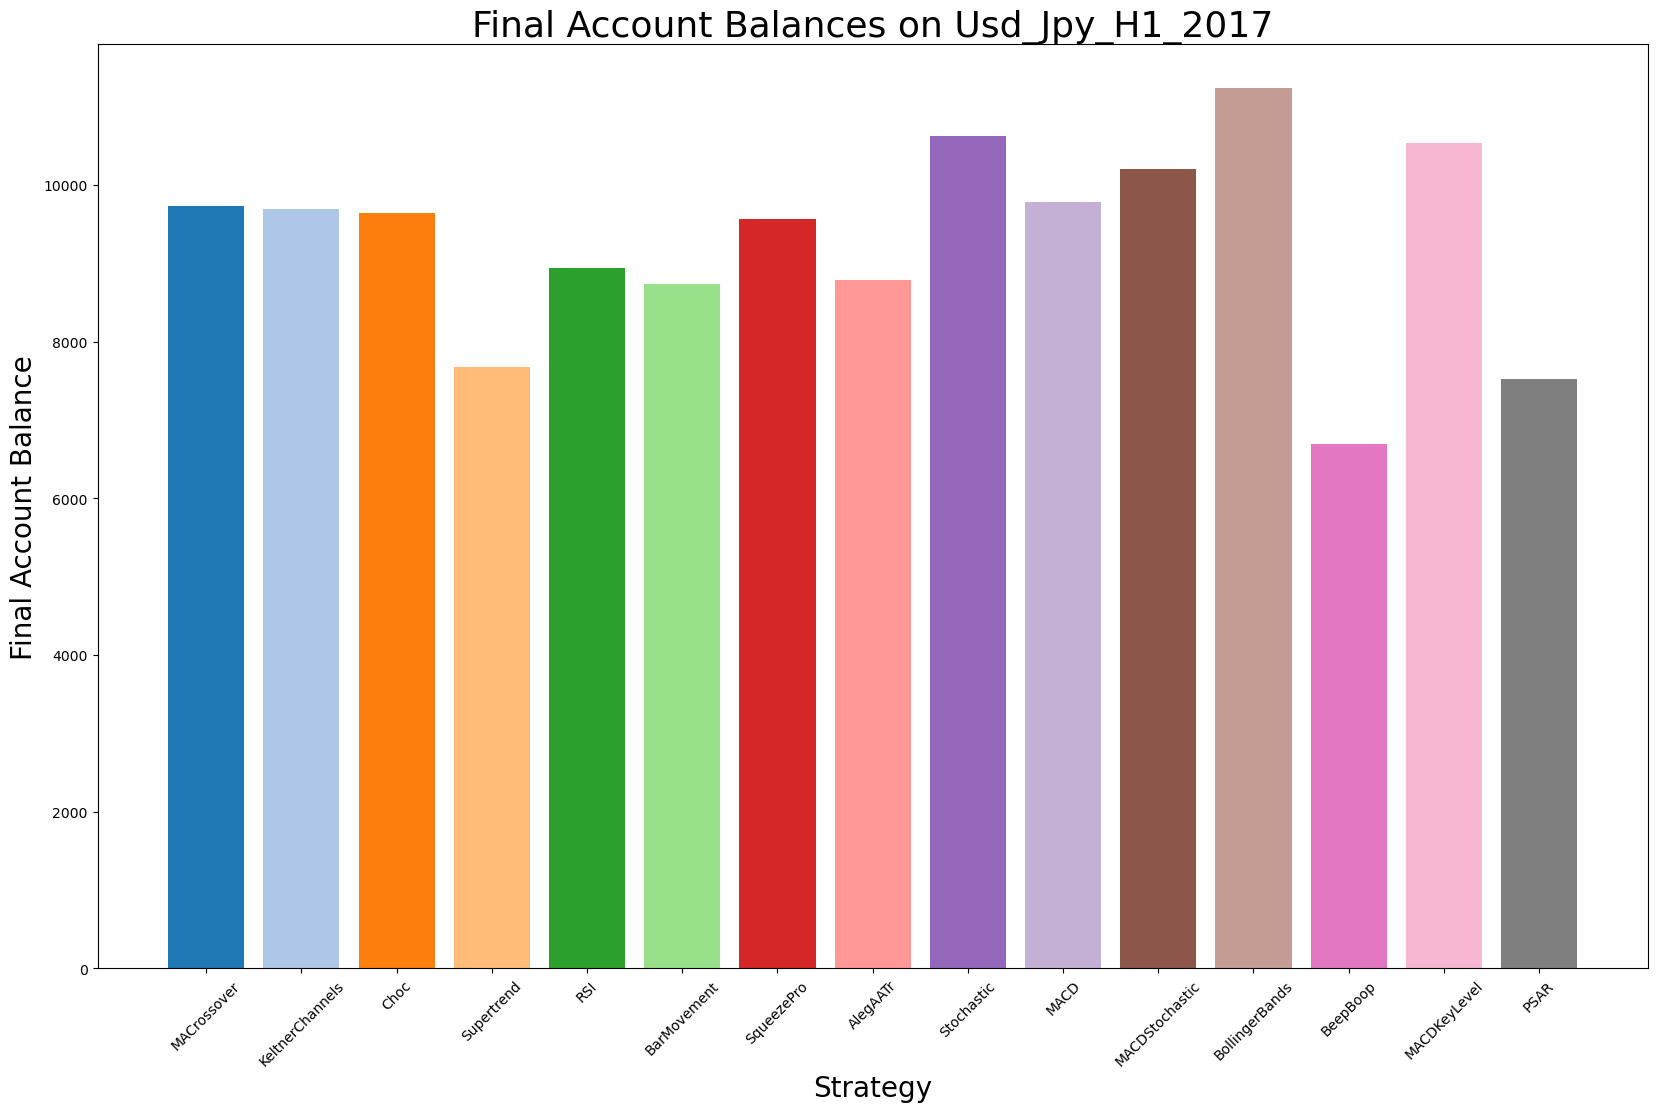 Final Account Balances on Usd_Jpy_H1_2017
Final Account Balance
10000
8000
6000
4000
2000
0
MACrossover
KeltnerChannels
Choc
Supertrend
RSI
BarMovement
SqueezePro
AlegAATr
Stochastic
MACD
MACDStochastic
BollingerBands
BeepBoop
MACDKeyLevel
PSAR
Strategy